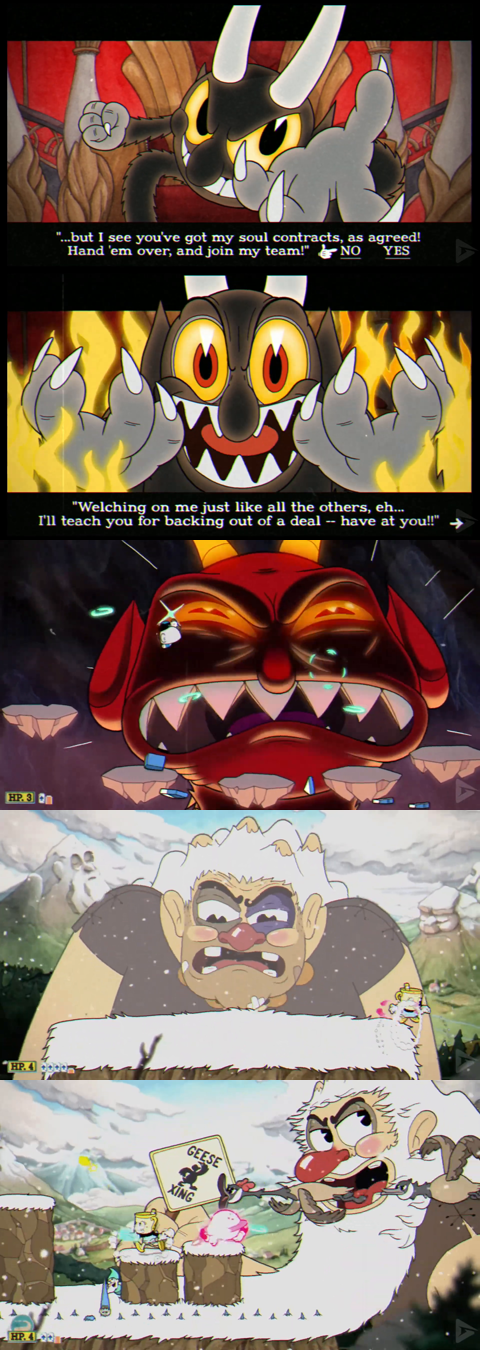 "...but I see you've got my soul contracts, as agreed!
Hand 'em over, and join my team!" NO YES
"Welching on me just like all the others, eh...
I'll teach you for backing out of a deal -- have at you!!"
HP. 3
HP. 4
GEESE
XING
HP. 4